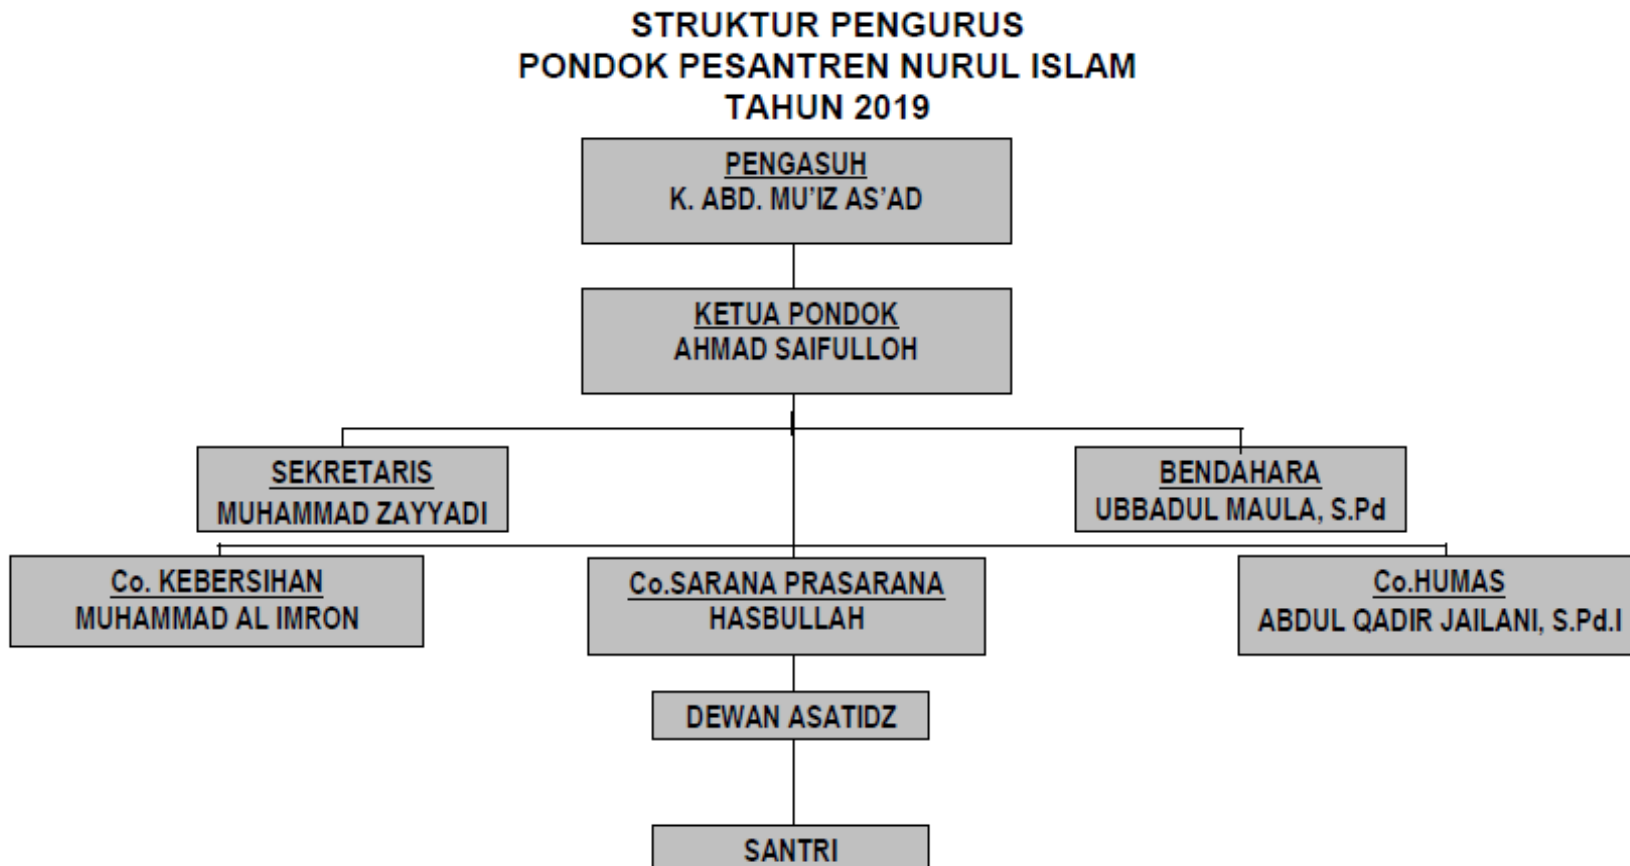 STRUKTUR PENGURUS
PONDOK PESANTREN NURUL ISLAM
TAHUN 2019
PENGASUH
K. ABD. MU’IZ AS’AD
KETUA PONDOK
AHMAD SAIFULLOH
SEKRETARIS
MUHAMMAD ZAYYADI
BENDAHARA
UBBADUL MAULA, S.Pd
Co. KEBERSIHAN
MUHAMMAD AL IMRON
Co.SARANA PRASARANA
HASBULLAH
Co.HUMAS
ABDUL QADIR JAILANI, S.Pd.I
DEWAN ASATIDZ
SANTRI